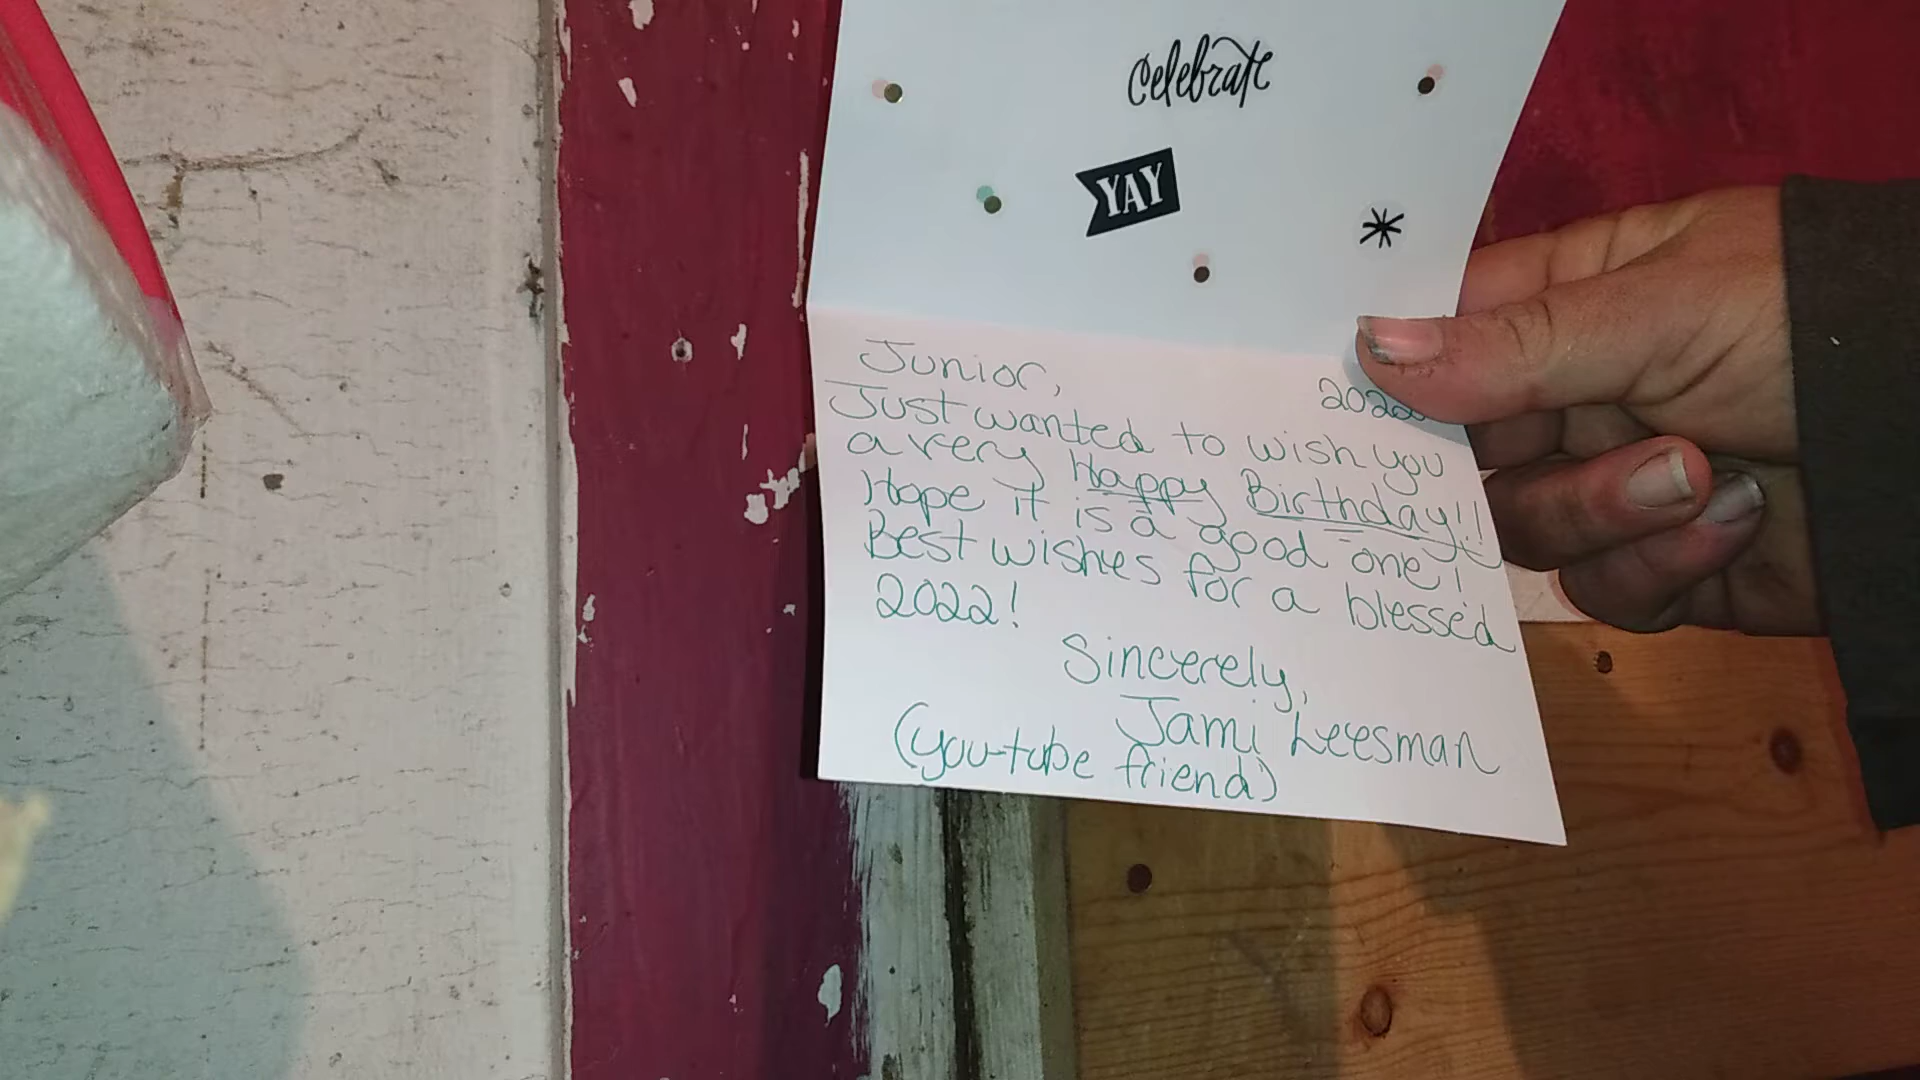 Celebrate
YAY
Junior,
2022
Just wanted to wish you
a very Happy Birthday!!
Hope it is a good one!
Best wishes for a blessed
2022!
Sincerely,
Jami Leesman
(you-tube friend)